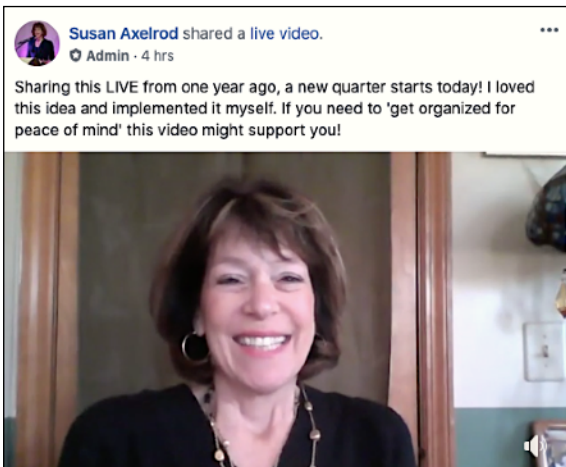 Susan Axelrod shared a live video.
Admin · 4 hrs
Sharing this LIVE from one year ago, a new quarter starts today! I loved
this idea and implemented it myself. If you need to 'get organized for
peace of mind' this video might support you!